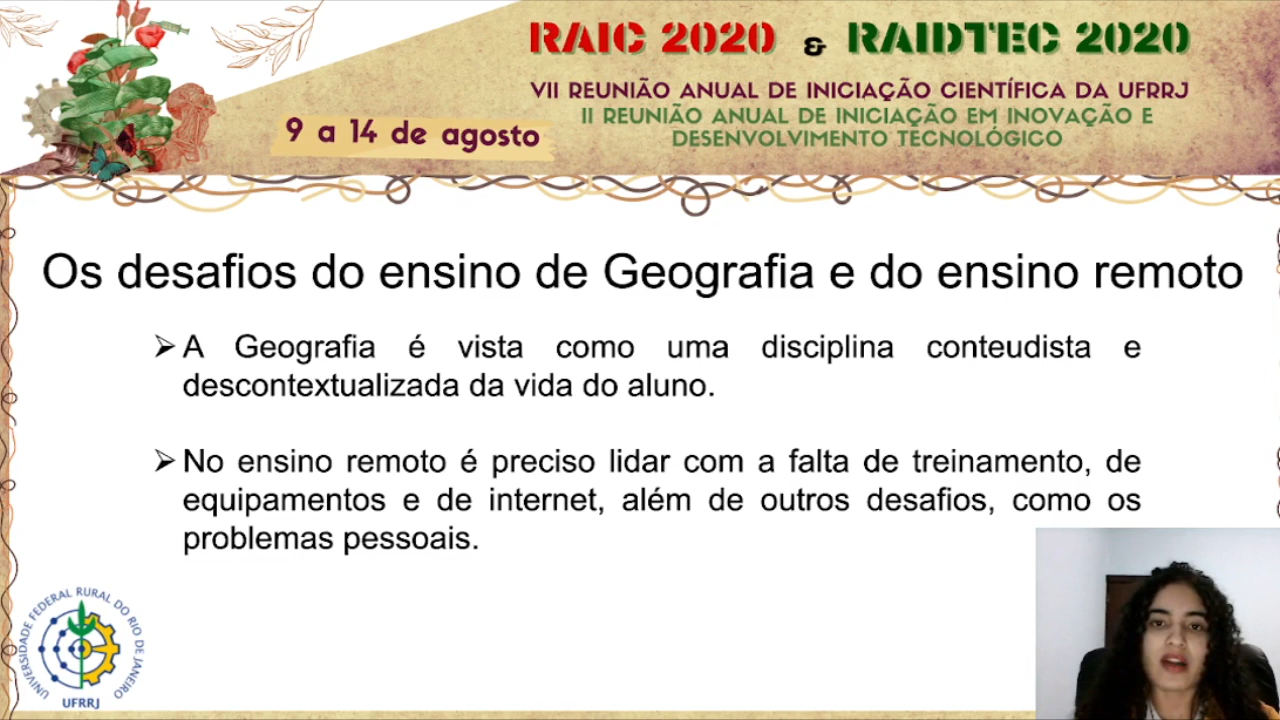 RAIC 2020 & RAIDTEC 2020
VII REUNIÃO ANUAL DE INICIAÇÃO CIENTÍFICA DA UFRRJ
II REUNIÃO ANUAL DE INICIAÇÃO EM INOVAÇÃO E
DESENVOLVIMENTO TECNOLÓGICO
9 a 14 de agosto
Os desafios do ensino de Geografia e do ensino remoto
➢ A Geografia é vista como uma disciplina conteudista e
descontextualizada da vida do aluno.
➢ No ensino remoto é preciso lidar com a falta de treinamento, de
equipamentos e de internet, além de outros desafios, como os
problemas pessoais.
UNIVERSIDADE FEDERAL RURAL DO RIO DE JANEIRO
UFRRJ